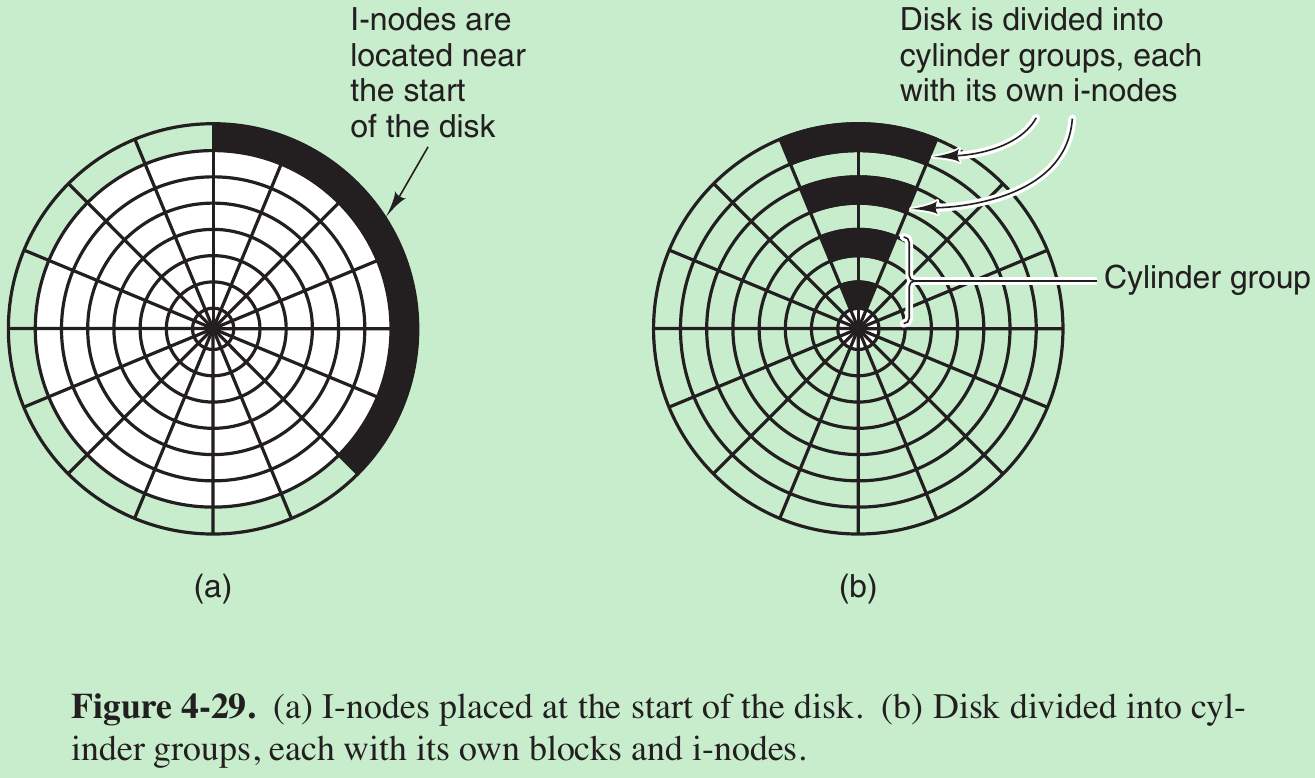 I-nodes are
located near
the start
of the disk
Disk is divided into
cylinder groups, each
with its own i-nodes
Cylinder group
(a)
(b)
Figure 4-29. (a) I-nodes placed at the start of the disk. (b) Disk divided into cyl-
inder groups, each with its own blocks and i-nodes.